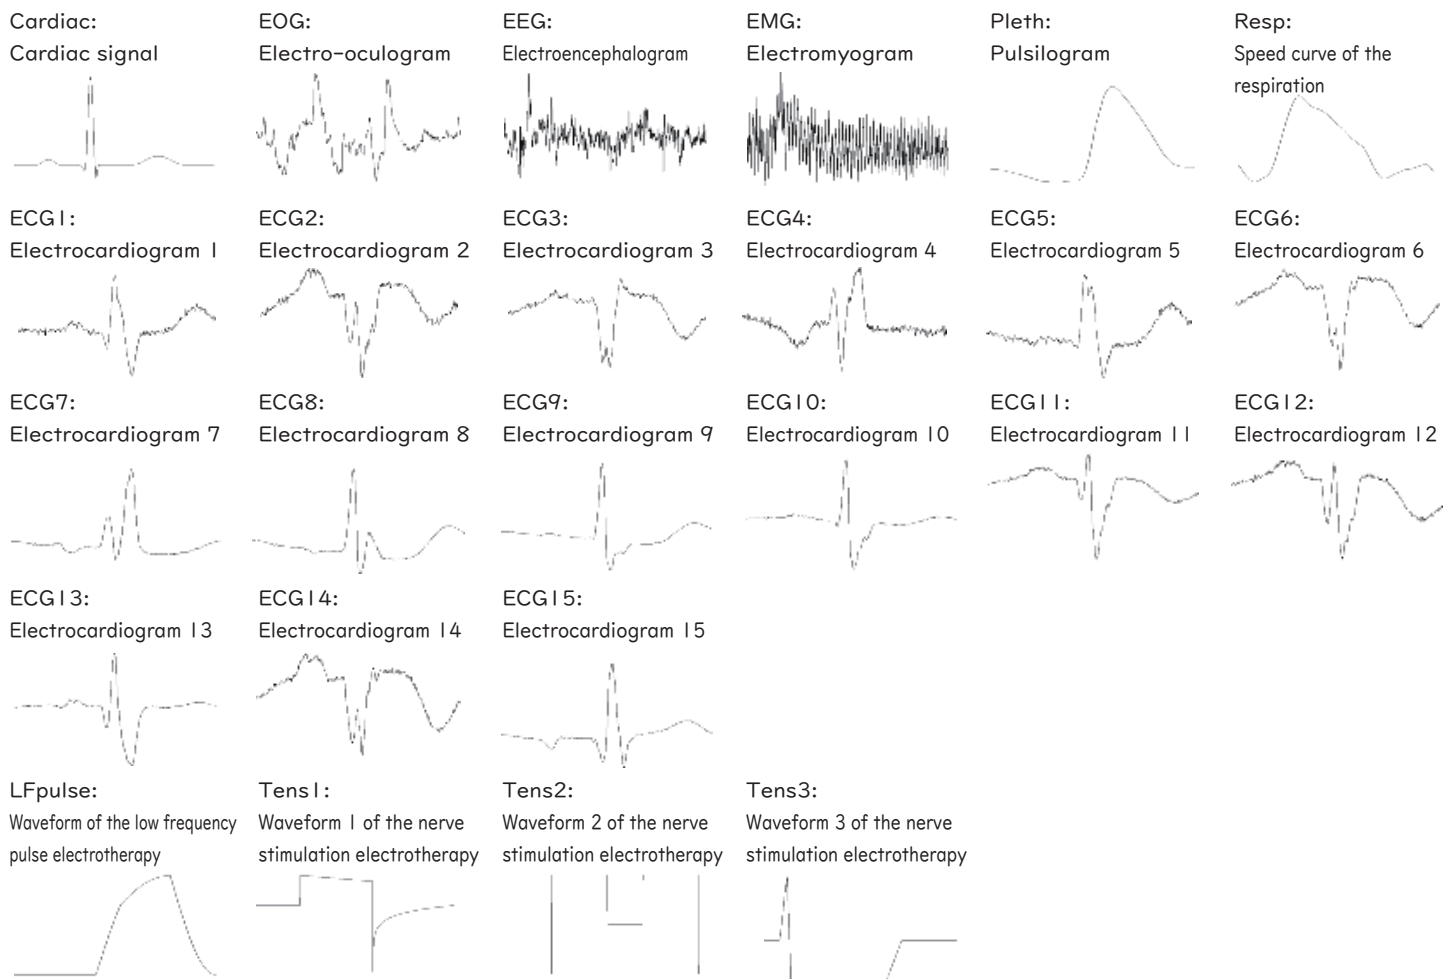 Cardiac:
Cardiac signal
EOG:
Electro-oculogram
EEG:
Electroencephalogram
EMG:
Electromyogram
Pleth:
Pulsilogram
Resp:
Speed curve of the
respiration
ECG1:
Electrocardiogram 1
ECG2:
Electrocardiogram 2
ECG3:
Electrocardiogram 3
ECG4:
Electrocardiogram 4
ECG5:
Electrocardiogram 5
ECG6:
Electrocardiogram 6
ECG7:
Electrocardiogram 7
ECG8:
Electrocardiogram 8
ECG9:
Electrocardiogram 9
ECG10:
Electrocardiogram 10
ECG11:
Electrocardiogram 11
ECG12:
Electrocardiogram 12
ECG13:
Electrocardiogram 13
ECG14:
Electrocardiogram 14
ECG15:
Electrocardiogram 15
LFpulse:
Waveform of the low frequency
pulse electrotherapy
Tens1:
Waveform 1 of the nerve
stimulation electrotherapy
Tens2:
Waveform 2 of the nerve
stimulation electrotherapy
Tens3:
Waveform 3 of the nerve
stimulation electrotherapy